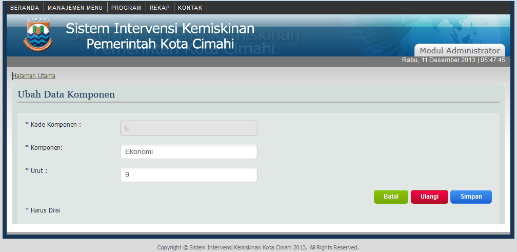 BERANDA MANAJEMEN MENU PROGRAM REKAP KONTAK
Sistem Intervensi Kemiskinan
Pemerintah Kota Cimahi
Modul Administrator
Rabu, 11 Desember 2013 | 05:47:45
Halaman Utama
Ubah Data Komponen
* Kode Komponen :
E
* Komponen:
Ekonomi
* Urut :
9
Batal Ulangi Simpan
* Harus Diisi
Copyright © Sistem Intervensi Kemiskinan Kota Cimahi 2013. All Rights Reserved.